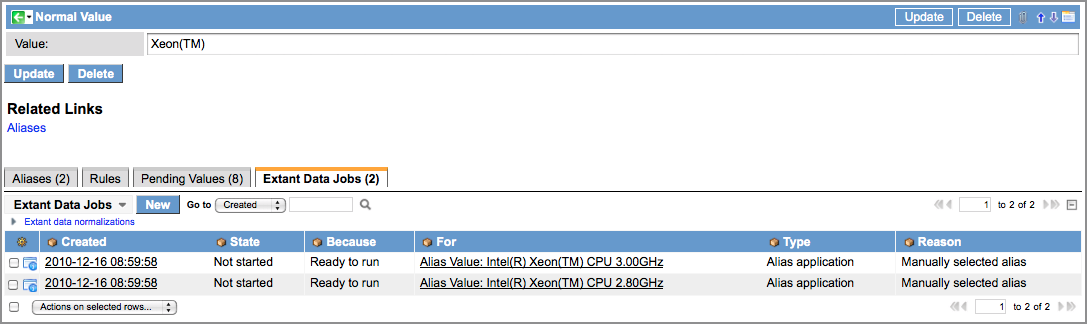 Normal Value Update Delete
Value: Xeon(TM)
Update Delete
Related Links
Aliases
Aliases (2) Rules Pending Values (8) Extant Data Jobs (2)
Extant Data Jobs New Go to Created 1 to 2 of 2
Extant data normalizations
Created State Because For Type Reason
2010-12-16 08:59:58 Not started Ready to run Alias Value: Intel(R) Xeon(TM) CPU 3.00GHz Alias application Manually selected alias
2010-12-16 08:59:58 Not started Ready to run Alias Value: Intel(R) Xeon(TM) CPU 2.80GHz Alias application Manually selected alias
Actions on selected rows... 1 to 2 of 2